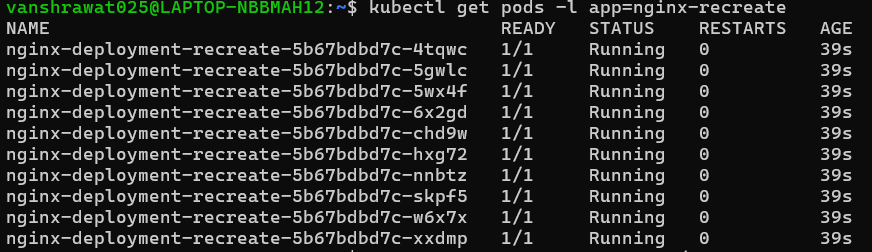 vanshrawat025@LAPTOP-NBBMAH12:~$ kubectl get pods -l app=nginx-recreate
NAME READY STATUS RESTARTS AGE
nginx-deployment-recreate-5b67bdbd7c-4tqwc 1/1 Running 0 39s
nginx-deployment-recreate-5b67bdbd7c-5gwlc 1/1 Running 0 39s
nginx-deployment-recreate-5b67bdbd7c-5wx4f 1/1 Running 0 39s
nginx-deployment-recreate-5b67bdbd7c-6x2gd 1/1 Running 0 39s
nginx-deployment-recreate-5b67bdbd7c-chd9w 1/1 Running 0 39s
nginx-deployment-recreate-5b67bdbd7c-hxg72 1/1 Running 0 39s
nginx-deployment-recreate-5b67bdbd7c-nnbtz 1/1 Running 0 39s
nginx-deployment-recreate-5b67bdbd7c-skpf5 1/1 Running 0 39s
nginx-deployment-recreate-5b67bdbd7c-w6x7x 1/1 Running 0 39s
nginx-deployment-recreate-5b67bdbd7c-xxdmp 1/1 Running 0 39s